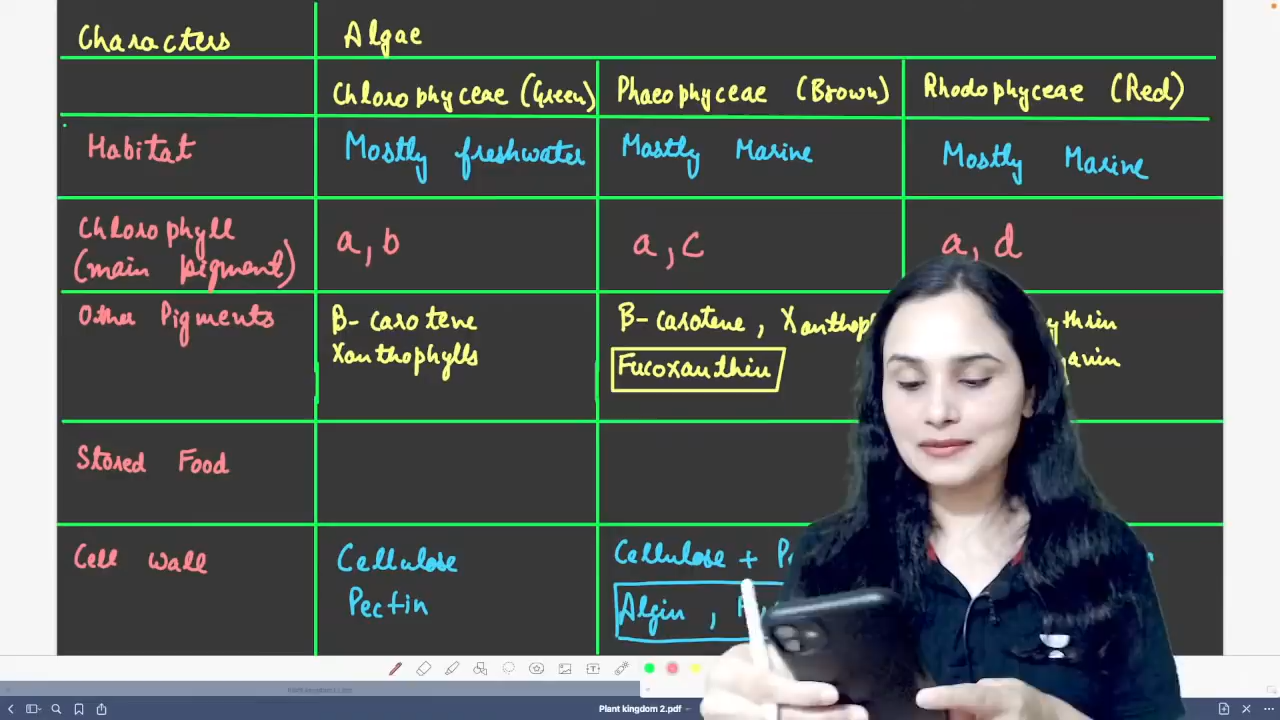 Characters Algae
Chlorophyceae (Green) Phaeophyceae (Brown) Rhodophyceae (Red)
Habitat Mostly freshwater Mostly Marine Mostly Marine
Chlorophyll a, b a, c a, d
(main pigment)
Other Pigments B-carotene B-carotene,
Xanthophylls Fucoxanthin
Stored Food
Cell Wall Cellulose Cellulose +
Pectin Algin,
Plant kingdom 2.pdf